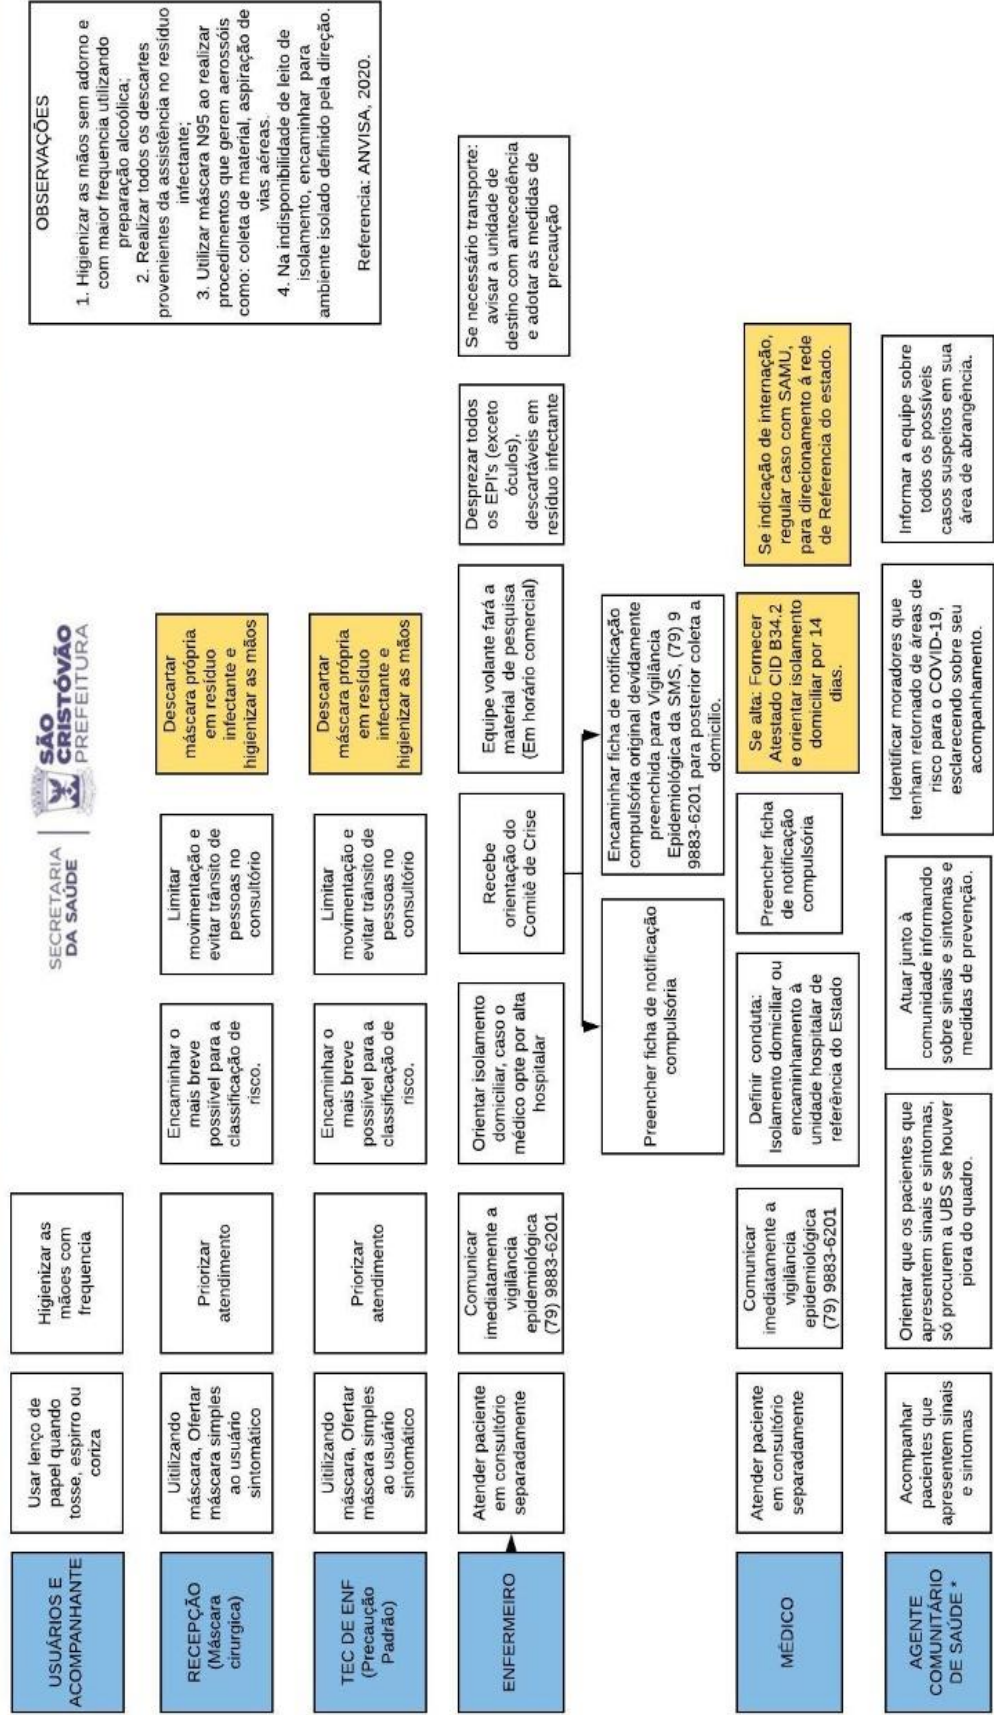 SECRETARIA
DA SAÚDE
SÃO
CRISTÓVÃO
PREFEITURA
OBSERVAÇÕES
1. Higienizar as mãos sem adorno e
com maior frequencia utilizando
preparação alcoólica;
2. Realizar todos os descartes
provenientes da assistência no resíduo
infectante;
3. Utilizar máscara N95 ao realizar
procedimentos que gerem aerossóis
como: coleta de material, aspiração de
vias aéreas.
4. Na indisponibilidade de leito de
isolamento, encaminhar para
ambiente isolado definido pela direção.
Referencia: ANVISA, 2020.
USUÁRIOS E
ACOMPANHANTE
Usar lenço de
papel quando
tosse, espirro ou
coriza
Higienizar as
mãoes com
frequencia
RECEPÇÃO
(Máscara
cirurgica)
Uitilizando
máscara, Ofertar
máscara simples
ao usuário
sintomático
Priorizar
atendimento
Encaminhar o
mais breve
possiível para a
classificação de
risco.
Limitar
movimentação e
evitar trânsito de
pessoas no
consultório
Descartar
máscara própria
em resíduo
infectante e
higienizar as mãos
TEC DE ENF
(Precaução
Padrão)
Uitilizando
máscara, Ofertar
máscara simples
ao usuário
sintomático
Priorizar
atendimento
Encaminhar o
mais breve
possiível para a
classificação de
risco.
Limitar
movimentação e
evitar trânsito de
pessoas no
consultório
Descartar
máscara própria
em resíduo
infectante e
higienizar as mãos
ENFERMEIRO
Atender paciente
em consultório
separadamente
Comunicar
imediatamente a
vigilância
epidemiológica
(79) 9883-6201
Orientar isolamento
domiciliar, caso o
médico opte por alta
hospitalar
Recebe
orientação do
Comitê de Crise
Equipe volante fará a
material de pesquisa
(Em horário comercial)
Desprezar todos
os EPI's (exceto
óculos),
descartáveis em
resíduo infectante
Se necessário transporte:
avisar a unidade de
destino com antecedência
e adotar as medidas de
precaução
Preencher ficha de notificação
compulsória
Encaminhar ficha de notificação
compulsória original devidamente
preenchida para Vigilância
Epidemiológica da SMS, (79) 9
9883-6201 para posterior coleta a
domicilio.
MÉDICO
Atender paciente
em consultório
separadamente
Comunicar
imediatamente a
vigilância
epidemiológica
(79) 9883-6201
Definir conduta:
Isolamento domiciliar ou
encaminhamento à
unidade hospitalar de
referência do Estado
Preencher ficha
de notificação
compulsória
Se alta: Fornecer
Atestado CID B34.2
e orientar isolamento
domiciliar por 14
dias.
Se indicação de internação,
regular caso com SAMU,
para direcionamento á rede
de Referencia do estado.
AGENTE
COMUNITÁRIO
DE SAÚDE *
Acompanhar
pacientes que
apresentem sinais
e sintomas
Orientar que os pacientes que
apresentem sinais e sintomas,
só procurem a UBS se houver
piora do quadro.
Atuar junto à
comunidade informando
sobre sinais e sintomas e
medidas de prevenção.
Identificar moradores que
tenham retornado de áreas de
risco para o COVID-19,
esclarecendo sobre seu
acompanhamento.
Informar a equipe sobre
todos os possíveis
casos suspeitos em sua
área de abrangência.